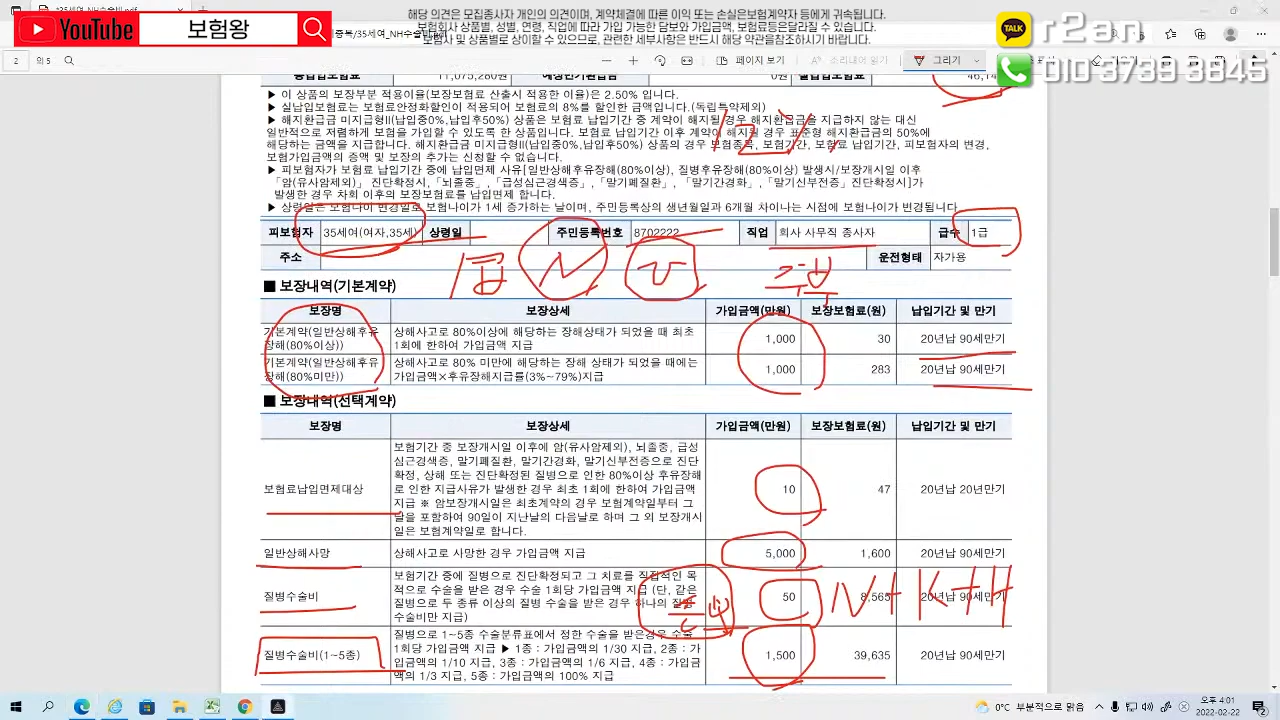 해당 의견은 모집종사자 개인의 의견이며, 계약체결에 따른 이익 또는 손실은보험계약자 등에게 귀속됩니다.
보험회사 상품별, 성별, 연령, 직업에 따라 가입 가능한 담보와 가입금액, 보험료등은달라질 수 있습니다.
보험사 및 상품별로 상이할 수 있으므로, 관련한 세부사항은 반드시 해당 약관을참조하시기 바랍니다.
YouTube 보험왕
TALK r2an
010 3739 3645
2 의 5 페이지 보기 소리내어 읽기 그리기
11,075,280원 0원
▶ 이 상품의 보장부분 적용이율(보장보험료 산출시 적용한 이율)은 2.50% 입니다.
▶ 실납입보험료는 보험료안정화할인이 적용되어 보험료의 8%를 할인한 금액입니다.(독립특약제외)
▶ 해지환급금 미지급형II(납입중0%,납입후50%) 상품은 보험료 납입기간 중 계약이 해지될 경우 해지환급금을 지급하지 않는 대신
일반적으로 저렴하게 보험을 가입할 수 있도록 한 상품입니다. 보험료 납입기간 이후 계약이 해지될 경우 표준형 해지환급금의 50%에
해당하는 금액을 지급합니다. 해지환급금 미지급형II(납입중0%,납입후50%) 상품의 경우 보험종목, 보험기간, 보험료 납입기간, 피보험자의 변경,
보험가입금액의 증액 및 보장의 추가는 신청할 수 없습니다.
▶ 피보험자가 보험료 납입기간 중에 납입면제 사유[일반상해후유장해(80%이상), 질병후유장해(80%이상) 발생시/보장개시일 이후
「암(유사암제외)」 진단확정시, 「뇌졸중」, 「급성심근경색증」, 「말기폐질환」, 「말기간경화」, 「말기신부전증」진단확정시]가
발생한 경우 차회 이후의 보장보험료를 납입면제 합니다.
▶ 상령일은 보험나이 변경일로 보험나이가 1세 증가하는 날이며, 주민등록상의 생년월일과 6개월 차이나는 시점에 보험나이가 변경됩니다.
피보험자 35세여(여자,35세) 상령일 주민등록번호 8702222 직업 회사 사무직 종사자 급수 1급
주소 운전형태 자가용
1급 N V
■ 보장내역(기본계약)
보장명 보장상세 가입금액(만원) 보장보험료(원) 납입기간 및 만기
기본계약(일반상해후유장해(80%이상)) 상해사고로 80%이상에 해당하는 장해상태가 되었을 때 최초 1,000 30 20년납 90세만기
1회에 한하여 가입금액 지급
기본계약(일반상해후유장해(80%미만)) 상해사고로 80% 미만에 해당하는 장해 상태가 되었을 때에는 1,000 283 20년납 90세만기
가입금액×후유장해지급률(3%~79%)지급
■ 보장내역(선택계약)
보장명 보장상세 가입금액(만원) 보장보험료(원) 납입기간 및 만기
보험기간 중 보장개시일 이후에 암(유사암제외), 뇌졸중, 급성
심근경색증, 말기폐질환, 말기간경화, 말기신부전증으로 진단
확정, 상해 또는 진단확정된 질병으로 인한 80%이상 후유장해
보험료납입면제대상 로 인한 지급사유가 발생한 경우 최초 1회에 한하여 가입금액 10 47 20년납 20년만기
지급 ※ 암보장개시일은 최초계약의 경우 보험계약일부터 그
날을 포함하여 90일이 지난날의 다음날로 하며 그 외 보장개시
일은 보험계약일로 합니다.
일반상해사망 상해사고로 사망한 경우 가입금액 지급 5,000 1,600 20년납 90세만기
보험기간 중에 질병으로 진단확정되고 그 치료를 직접적인 목
적으로 수술을 받은 경우 수술 1회당 가입금액 지급 (단, 같은
질병수술비 질병으로 두 종류 이상의 질병 수술을 받은 경우 하나의 질병 50 8,565 20년납 90세만기
수술비만 지급)
N+K+H
질병으로 1~5종 수술분류표에서 정한 수술을 받은경우 수술
질병수술비(1~5종) 1회당 가입금액 지급 ▶ 1종 : 가입금액의 1/30 지급, 2종 : 가 1,500 39,635 20년납 90세만기
입금액의 1/10 지급, 3종 : 가입금액의 1/6 지급, 4종 : 가입금
액의 1/3 지급, 5종 : 가입금액의 100% 지급
0°C 부분적으로 맑음 오후 4:01
2022-02-22